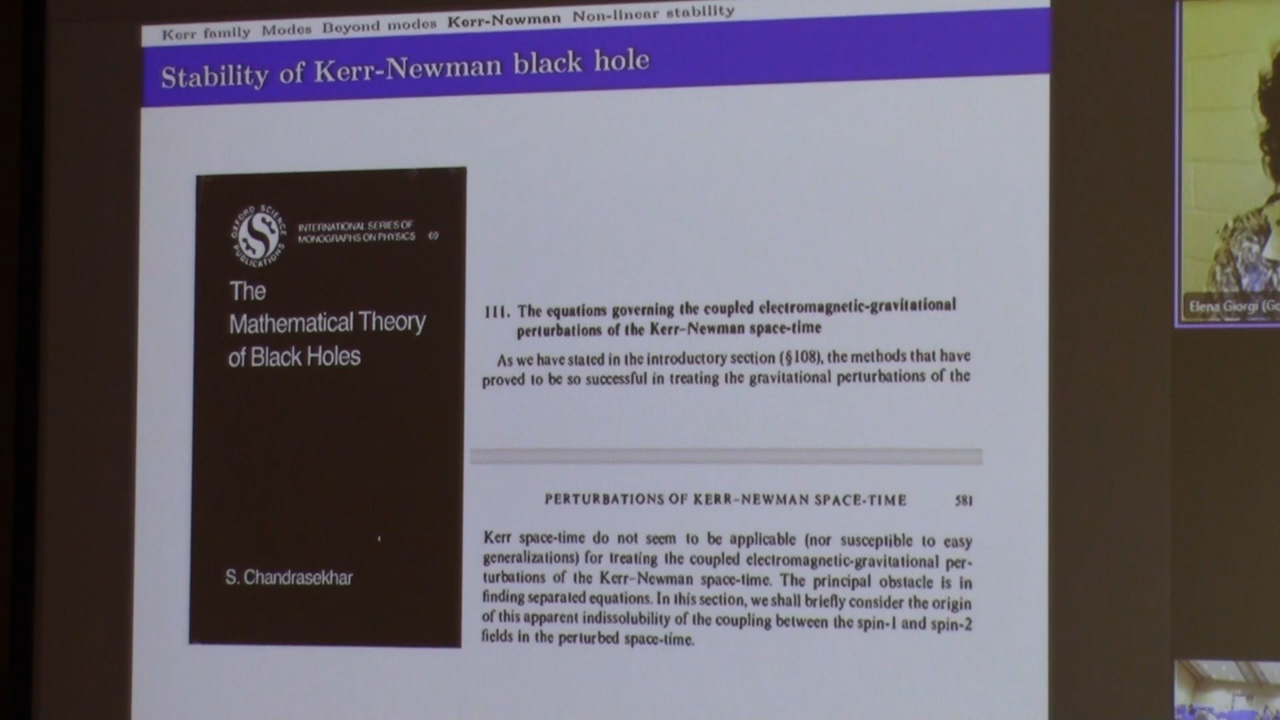 Kerr family Modes Beyond modes Kerr-Newman Non-linear stability
Stability of Kerr-Newman black hole
OXFORD SCIENCE PUBLICATIONS
INTERNATIONAL SERIES OF
MONOGRAPHS ON PHYSICS 69
The
Mathematical Theory
of Black Holes
S. Chandrasekhar
111. The equations governing the coupled electromagnetic-gravitational
perturbations of the Kerr–Newman space-time
As we have stated in the introductory section (§108), the methods that have
proved to be so successful in treating the gravitational perturbations of the
PERTURBATIONS OF KERR–NEWMAN SPACE-TIME 581
Kerr space-time do not seem to be applicable (nor susceptible to easy
generalizations) for treating the coupled electromagnetic-gravitational per-
turbations of the Kerr–Newman space-time. The principal obstacle is in
finding separated equations. In this section, we shall briefly consider the origin
of this apparent indissolubility of the coupling between the spin-1 and spin-2
fields in the perturbed space-time.
Elena Giorgi